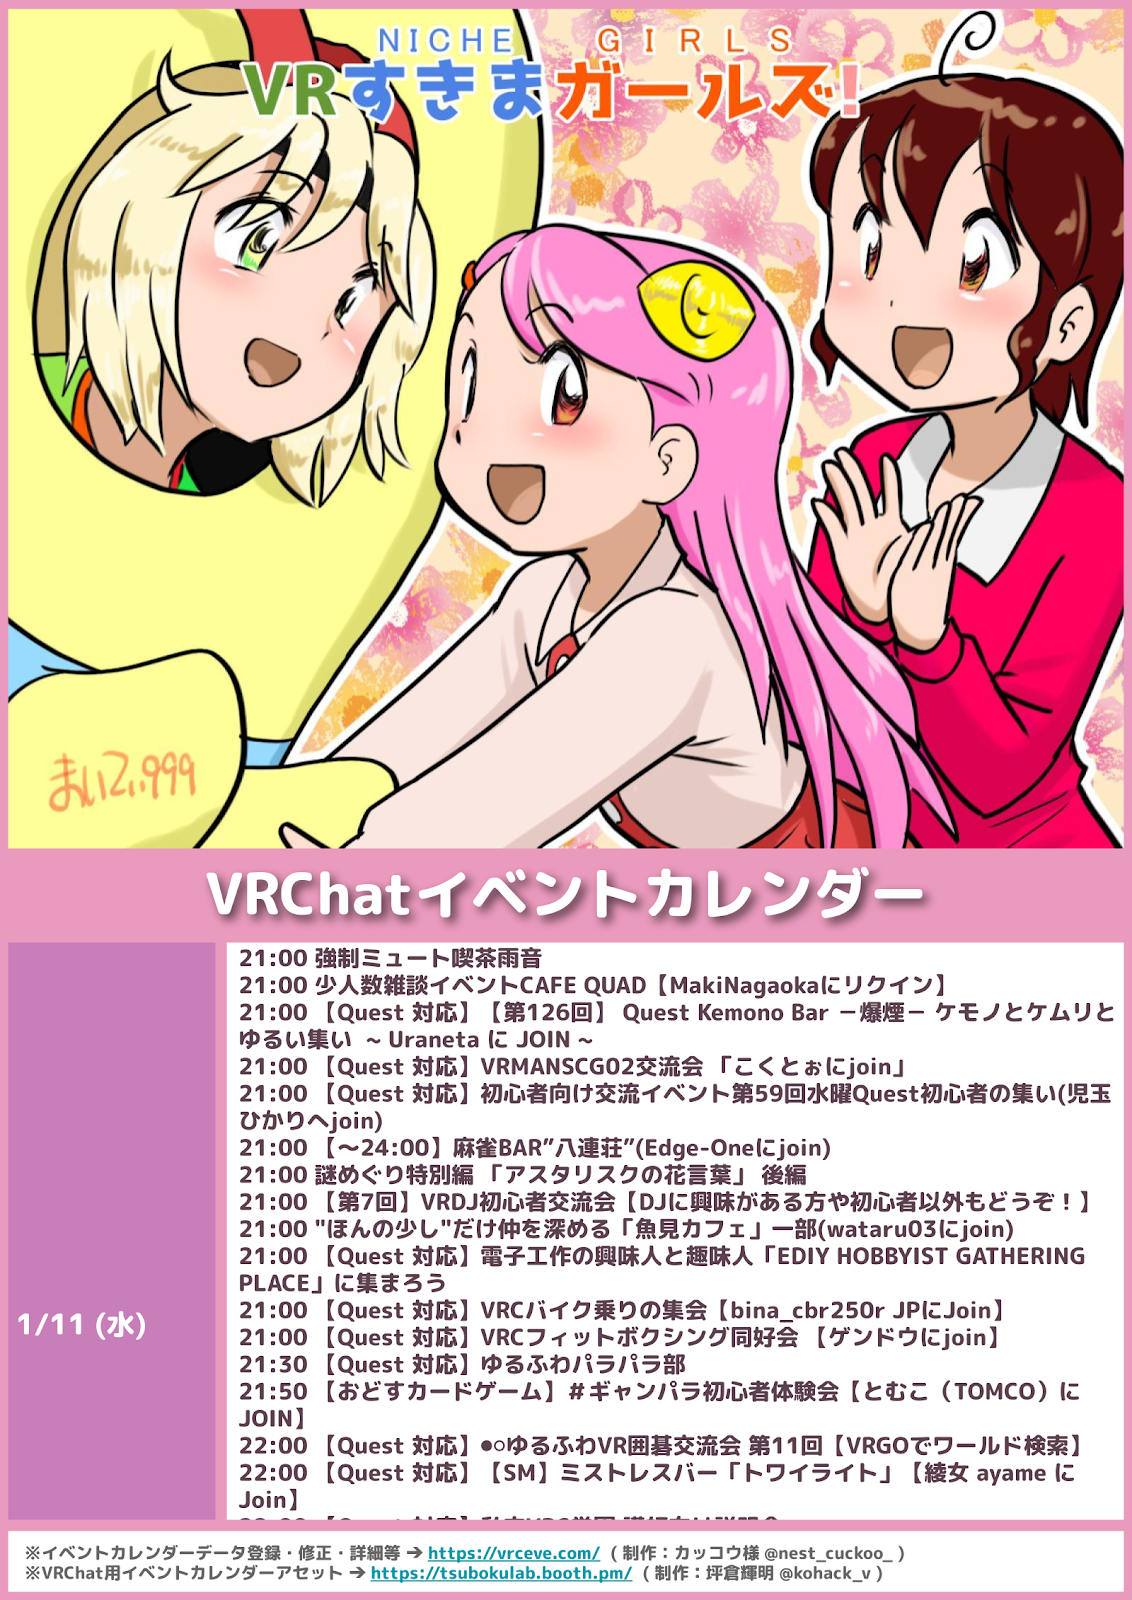 NICHE GIRLS
VRすきまガールズ!
まいてぃ999
VRChatイベントカレンダー
1/11 (水)
21:00 強制ミュート喫茶雨音
21:00 少人数雑談イベントCAFE QUAD【MakiNagaokaにリクイン】
21:00 【Quest 対応】【第126回】 Quest Kemono Bar －爆煙－ ケモノとケムリと
ゆるい集い ～ Uraneta に JOIN ～
21:00 【Quest 対応】VRMANSCG02交流会 「こくとぉにjoin」
21:00 【Quest 対応】初心者向け交流イベント第59回水曜Quest初心者の集い(児玉
ひかりへjoin)
21:00 【～24:00】麻雀BAR”八連荘”(Edge-Oneにjoin)
21:00 謎めぐり特別編 「アスタリスクの花言葉」 後編
21:00 【第7回】VRDJ初心者交流会【DJに興味がある方や初心者以外もどうぞ！】
21:00 "ほんの少し"だけ仲を深める「魚見カフェ」一部(wataru03にjoin)
21:00 【Quest 対応】電子工作の興味人と趣味人「EDIY HOBBYIST GATHERING
PLACE」に集まろう
21:00 【Quest 対応】VRCバイク乗りの集会【bina_cbr250r JPにJoin】
21:00 【Quest 対応】VRCフィットボクシング同好会 【ゲンドウにjoin】
21:30 【Quest 対応】ゆるふわパラパラ部
21:50 【おどすカードゲーム】＃ギャンパラ初心者体験会【とむこ（TOMCO）に
JOIN】
22:00 【Quest 対応】●○ゆるふわVR囲碁交流会 第11回【VRGOでワールド検索】
22:00 【Quest 対応】【SM】ミストレスバー「トワイライト」【綾女 ayame に
Join】
※イベントカレンダーデータ登録・修正・詳細等 ➔ https://vrceve.com/ ( 制作：カッコウ様 @nest_cuckoo_ )
※VRChat用イベントカレンダーアセット ➔ https://tsubokulab.booth.pm/ ( 制作：坪倉輝明 @kohack_v )